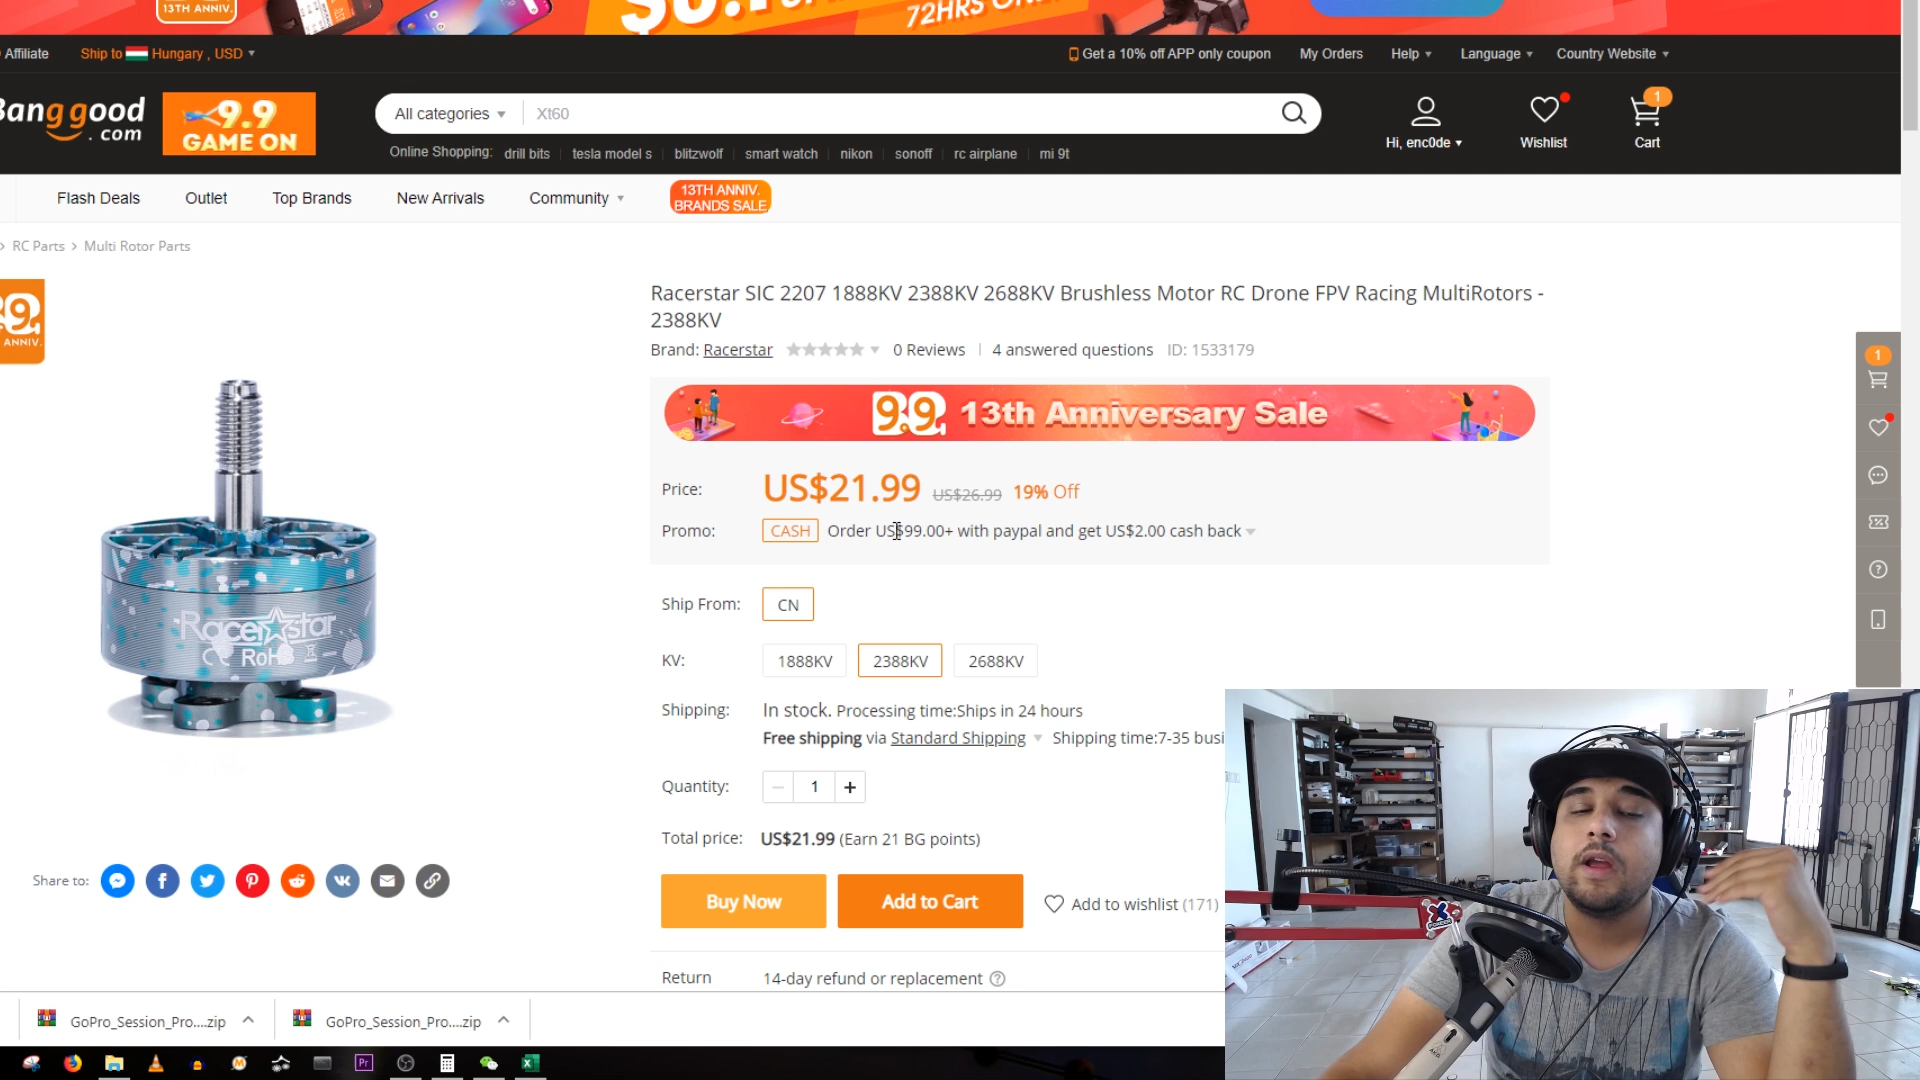 13TH ANNIV.
72HRS ON
Affiliate
Ship to Hungary , USD
Get a 10% off APP only coupon
My Orders
Help
Language
Country Website
Banggood
.com
9.9
GAME ON
All categories
Xt60
Hi, enc0de
Wishlist
1
Cart
Online Shopping: drill bits tesla model s blitzwolf smart watch nikon sonoff rc airplane mi 9t
Flash Deals
Outlet
Top Brands
New Arrivals
Community
13TH ANNIV.
BRANDS SALE
> RC Parts > Multi Rotor Parts
ANNIV.
Racerstar
CE RoHS
Racerstar SIC 2207 1888KV 2388KV 2688KV Brushless Motor RC Drone FPV Racing MultiRotors -
2388KV
Brand: Racerstar 0 Reviews 4 answered questions ID: 1533179
9.9 13th Anniversary Sale
Price: US$21.99 US$26.99 19% Off
Promo: CASH Order US$99.00+ with paypal and get US$2.00 cash back
Ship From: CN
KV: 1888KV 2388KV 2688KV
Shipping: In stock. Processing time:Ships in 24 hours
Free shipping via Standard Shipping Shipping time:7-35 busi
Quantity: − 1 +
Total price: US$21.99 (Earn 21 BG points)
Buy Now
Add to Cart
Add to wishlist (171)
Return 14-day refund or replacement
Share to:
1
GoPro_Session_Pro....zip
GoPro_Session_Pro....zip
Pr